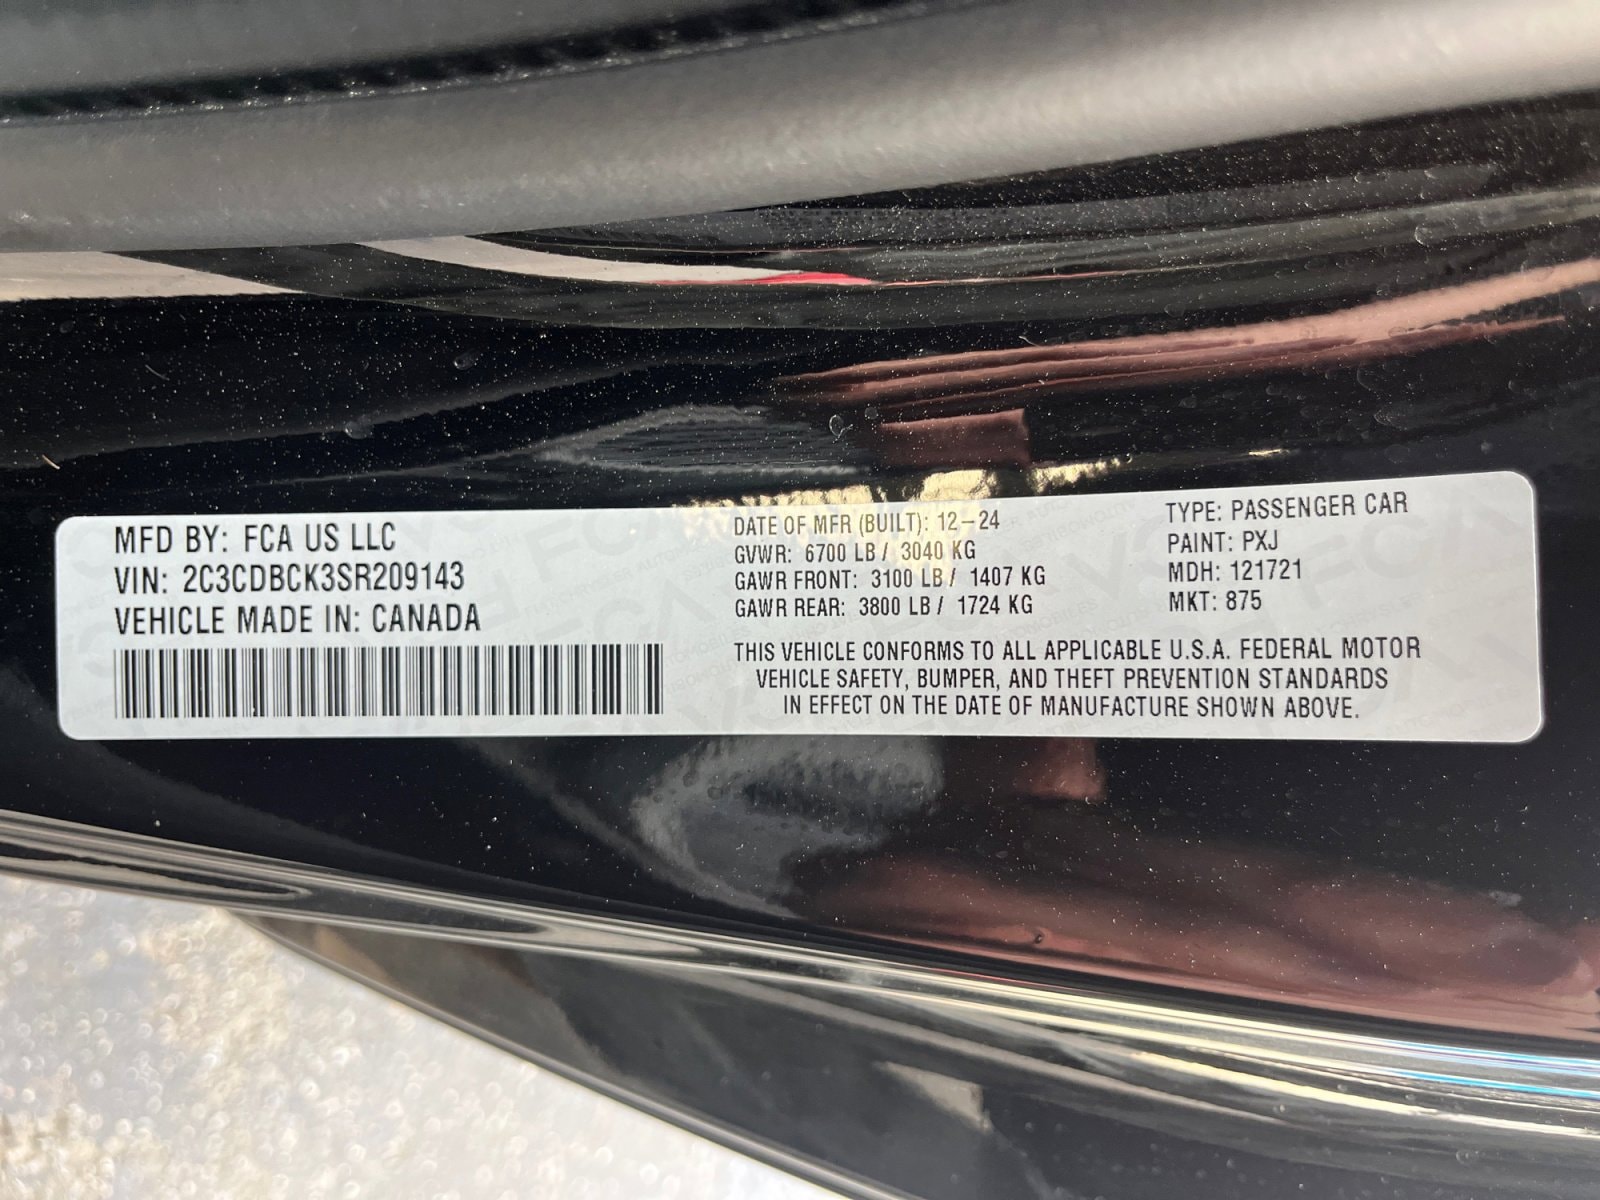 MFD BY: FCA US LLC
VIN: 2C3CDBCK3SR209143
VEHICLE MADE IN: CANADA
DATE OF MFR (BUILT): 12-24
GVWR: 6700 LB / 3040 KG
GAWR FRONT: 3100 LB / 1407 KG
GAWR REAR: 3800 LB / 1724 KG
TYPE: PASSENGER CAR
PAINT: PXJ
MDH: 121721
MKT: 875
THIS VEHICLE CONFORMS TO ALL APPLICABLE U.S.A. FEDERAL MOTOR
VEHICLE SAFETY, BUMPER, AND THEFT PREVENTION STANDARDS
IN EFFECT ON THE DATE OF MANUFACTURE SHOWN ABOVE.